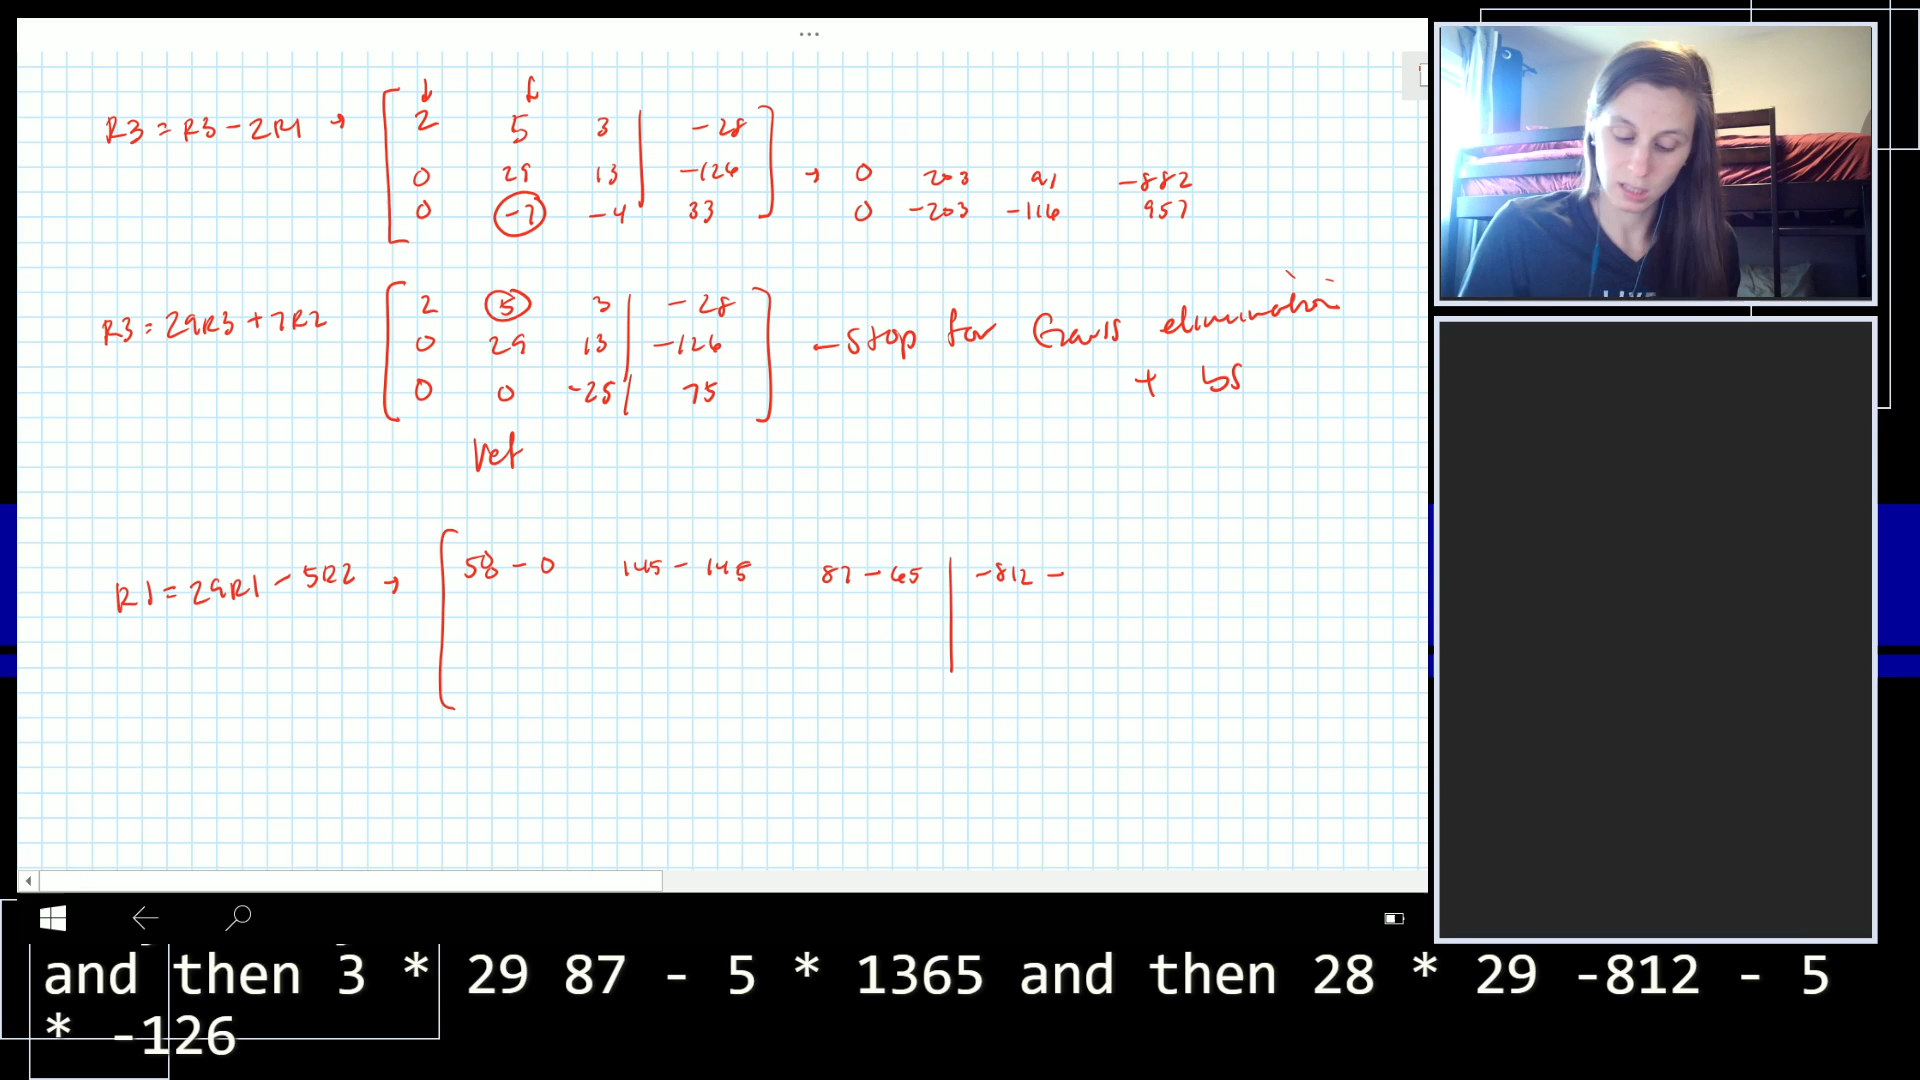 R3 = R3 - 2R1 → [ 2 5 3 | -28 ]
0 29 13 | -126 → 0 203 91 -882
0 -7 -4 33 0 -203 -116 957
R3 = 29R3 + 7R2 [ 2 5 3 | -28 ]
0 29 13 | -126 ← stop for Gauss elimination
0 0 -25 | 75 + bs
ref
R1 = 29R1 - 5R2 → [ 58 - 0 145 - 145 87 - 65 | -812 -
and then 3 * 29 87 - 5 * 1365 and then 28 * 29 -812 - 5
* -126